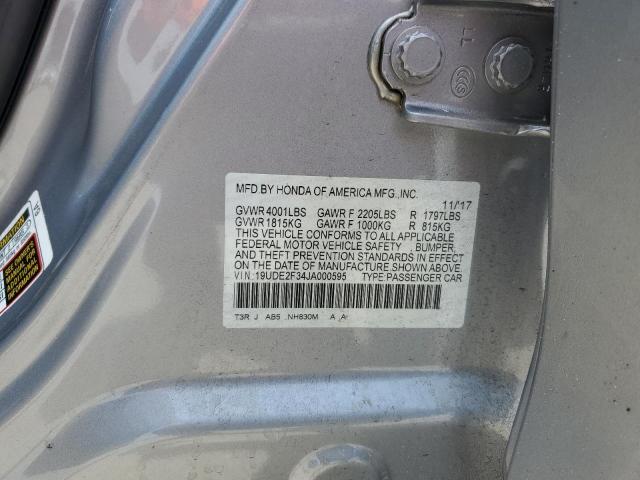 MFD.BY HONDA OF AMERICA MFG.,INC. 11/17
GVWR 4001LBS GAWR F 2205LBS R 1797LBS
GVWR 1815KG GAWR F 1000KG R 815KG
THIS VEHICLE CONFORMS TO ALL APPLICABLE
FEDERAL MOTOR VEHICLE SAFETY , BUMPER,
AND THEFT PREVENTION STANDARDS IN EFFECT
ON THE DATE OF MANUFACTURE SHOWN ABOVE.
VIN:19UDE2F34JA000595 TYPE:PASSENGER CAR
T3R J AB5 NH830M A A